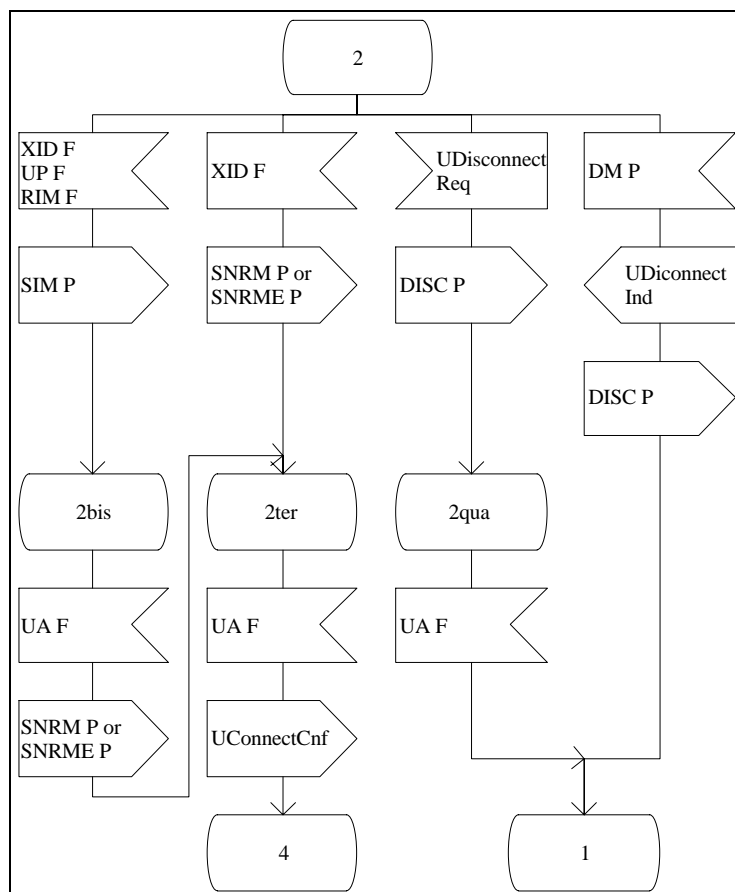 2
XID F
UP F
RIM F
XID F
UDisconnect
Req
DM P
SIM P
SNRM P or
SNRME P
DISC P
UDiconnect
Ind
DISC P
2bis
2ter
2qua
UA F
UA F
UA F
SNRM P or
SNRME P
UConnectCnf
4
1